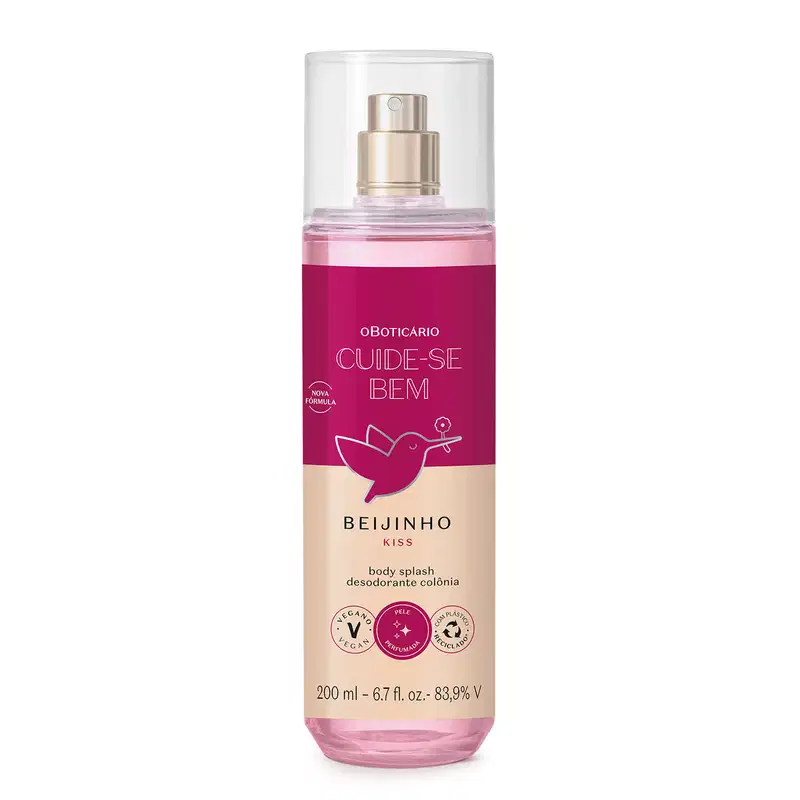 oBOTICÁRIO
CUIDE-SE
BEM
NOVA
FÓRMULA
BEIJINHO
KISS
body splash
desodorante colônia
VEGANO
V
VEGAN
PELE
PERFUMADA
COM PLÁSTICO
RECICLADO
200 ml – 6.7 fl. oz.- 83,9% V